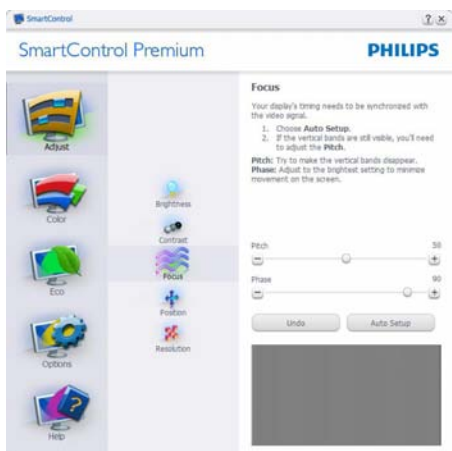 SmartControl
? X
SmartControl Premium
PHILIPS
Adjust
Color
Eco
Options
Help
Brightness
Contrast
Focus
Position
Resolution
Focus
Your display's timing needs to be synchronized with
the video signal.
1. Choose Auto Setup.
2. If the vertical bands are still visible, you'll need
to adjust the Pitch.
Pitch: Try to make the vertical bands disappear.
Phase: Adjust to the brightest setting to minimize
movement on the screen.
Pitch 50
Phase 90
Undo Auto Setup